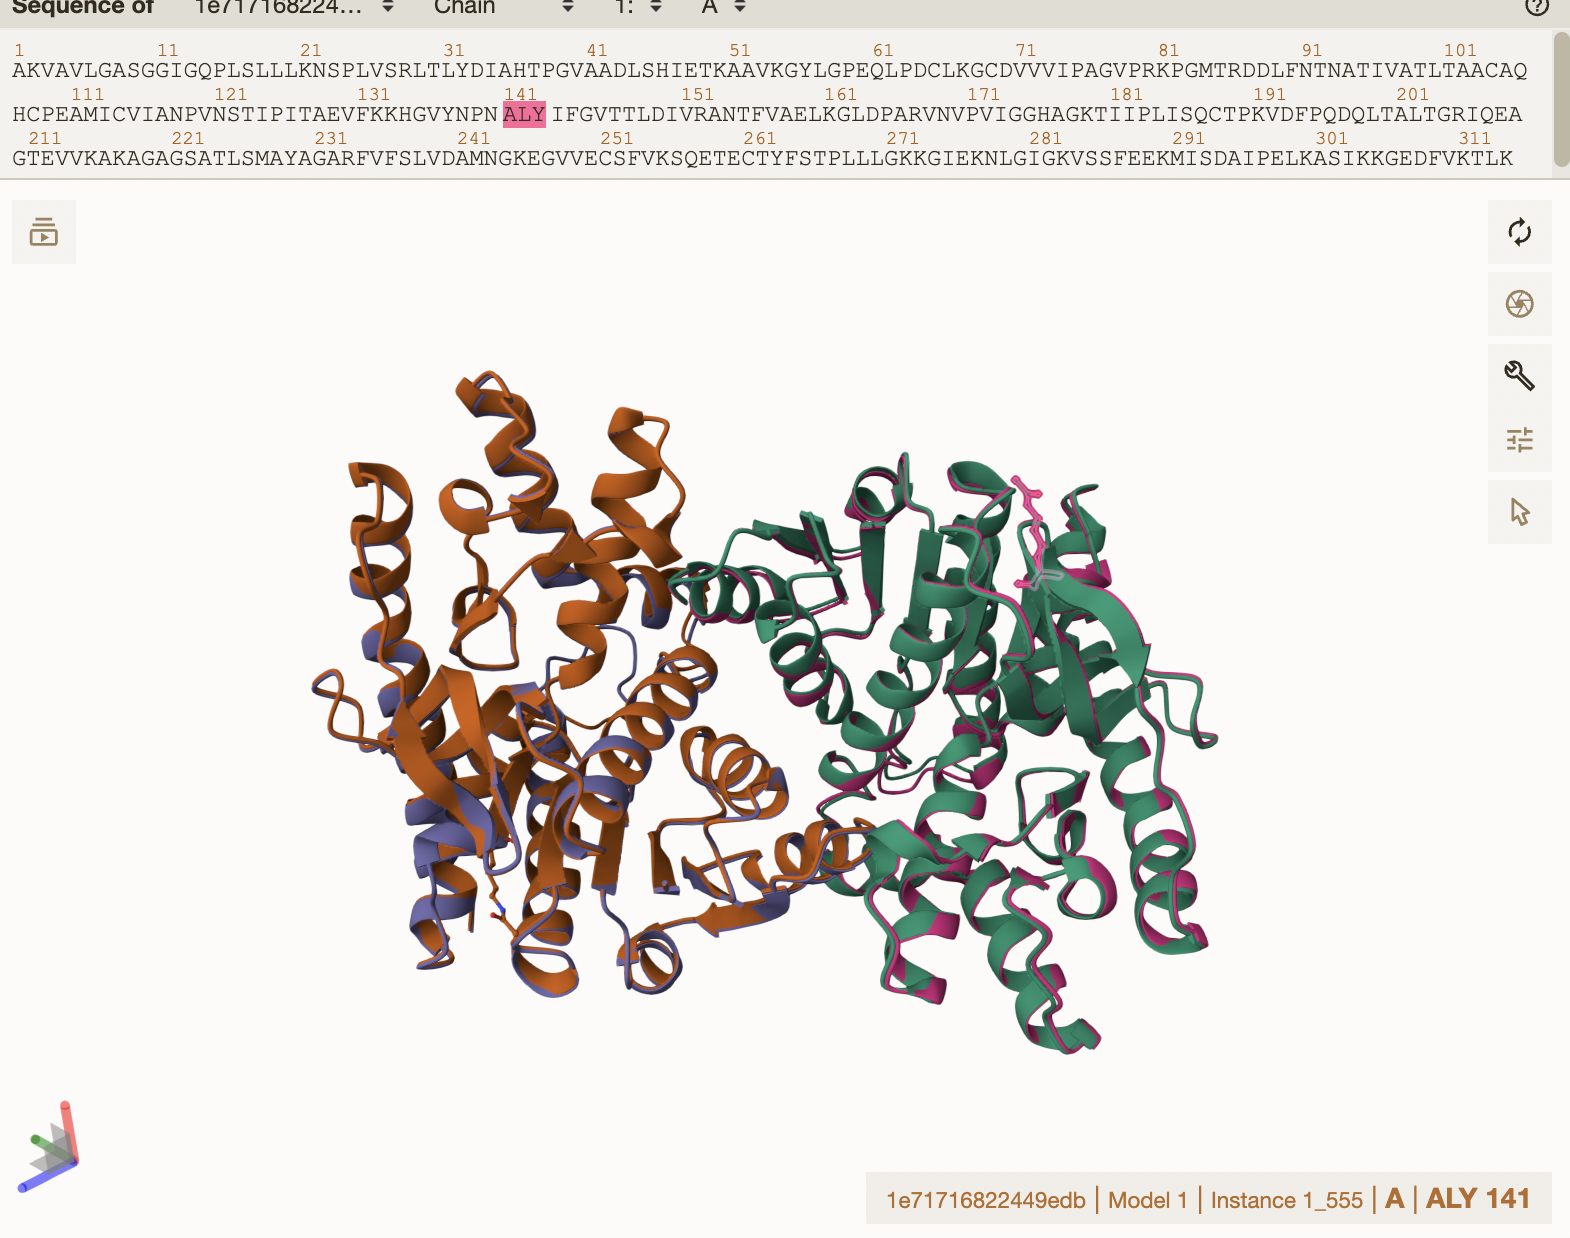 Sequence of 1e717168224... Chain 1: A
1 11 21 31 41 51 61 71 81 91 101
AKVAVLGASGGIGQPLSLLLKNSPLVSRLTLYDIAHTPGVAADLSHIETKAAVKGYLGPEQLPDCLKGCDVVVIPAGVPRKPGMTRDDLFNTNATIVATLTAACAQ
111 121 131 141 151 161 171 181 191 201
HCPEAMICVIANPVNSTIPITAEVFKKHGVYNPN ALY IFGVTTLDIVRANTFVAELKGLDPARVNVPVIGGHAGKTIIPLISQCTPKVDFPQDQLTALTGRIQEA
211 221 231 241 251 261 271 281 291 301 311
GTEVVKAKAGAGSATLSMAYAGARFVFSLVDAMNGKEGVVECSFVKSQETECTYFSTPLLLGKKGIEKNLGIGKVSSFEEKMISDAIPELKASIKKGEDFVKTLK
1e71716822449edb | Model 1 | Instance 1_555 | A | ALY 141